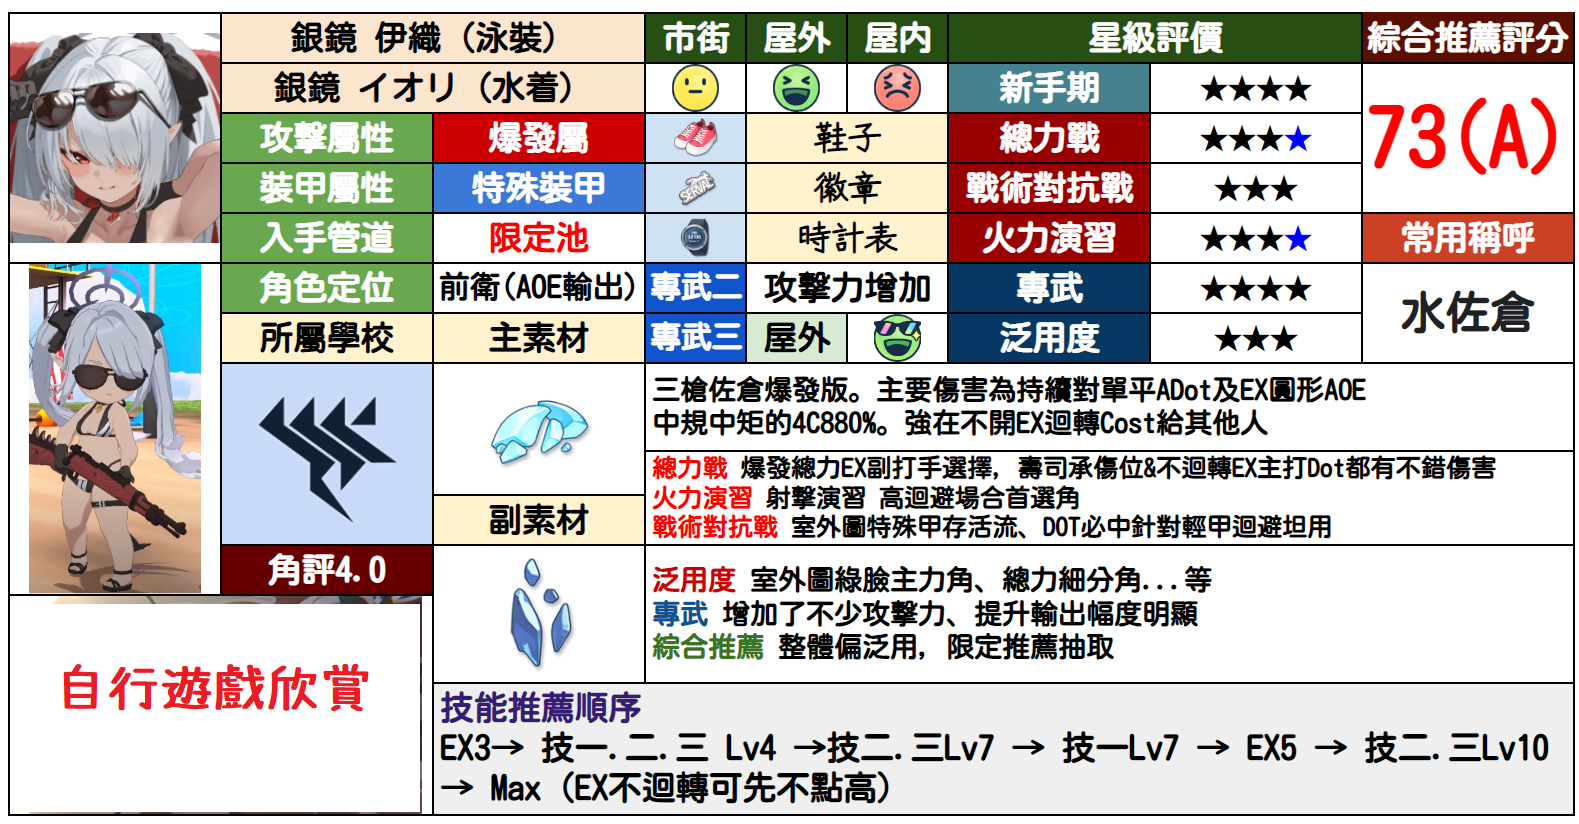 銀鏡 伊織（泳裝）
市街
屋外
屋内
星級評價
綜合推薦評分
銀鏡 イオリ（水着）
新手期
★★★★
73(A)
攻擊屬性
爆發屬
鞋子
總力戰
★★★★
裝甲屬性
特殊裝甲
SERVAL
徽章
戰術對抗戰
★★★
入手管道
限定池
時計表
火力演習
★★★★
常用稱呼
角色定位
前衛(AOE輸出)
專武二
攻擊力增加
專武
★★★★
水佐倉
所屬學校
主素材
專武三
屋外
泛用度
★★★
三槍佐倉爆發版。主要傷害為持續對單平ADot及EX圓形AOE
中規中矩的4C880%。強在不開EX迴轉Cost給其他人
總力戰 爆發總力EX副打手選擇, 壽司承傷位&不迴轉EX主打Dot都有不錯傷害
火力演習 射擊演習 高迴避場合首選角
戰術對抗戰 室外圖特殊甲存活流、DOT必中針對輕甲迴避坦用
副素材
角評4.0
泛用度 室外圖綠臉主力角、總力細分角...等
專武 增加了不少攻擊力、提升輸出幅度明顯
綜合推薦 整體偏泛用, 限定推薦抽取
自行遊戲欣賞
技能推薦順序
EX3→ 技一.二.三 Lv4 →技二.三Lv7 → 技一Lv7 → EX5 → 技二.三Lv10
→ Max（EX不迴轉可先不點高）